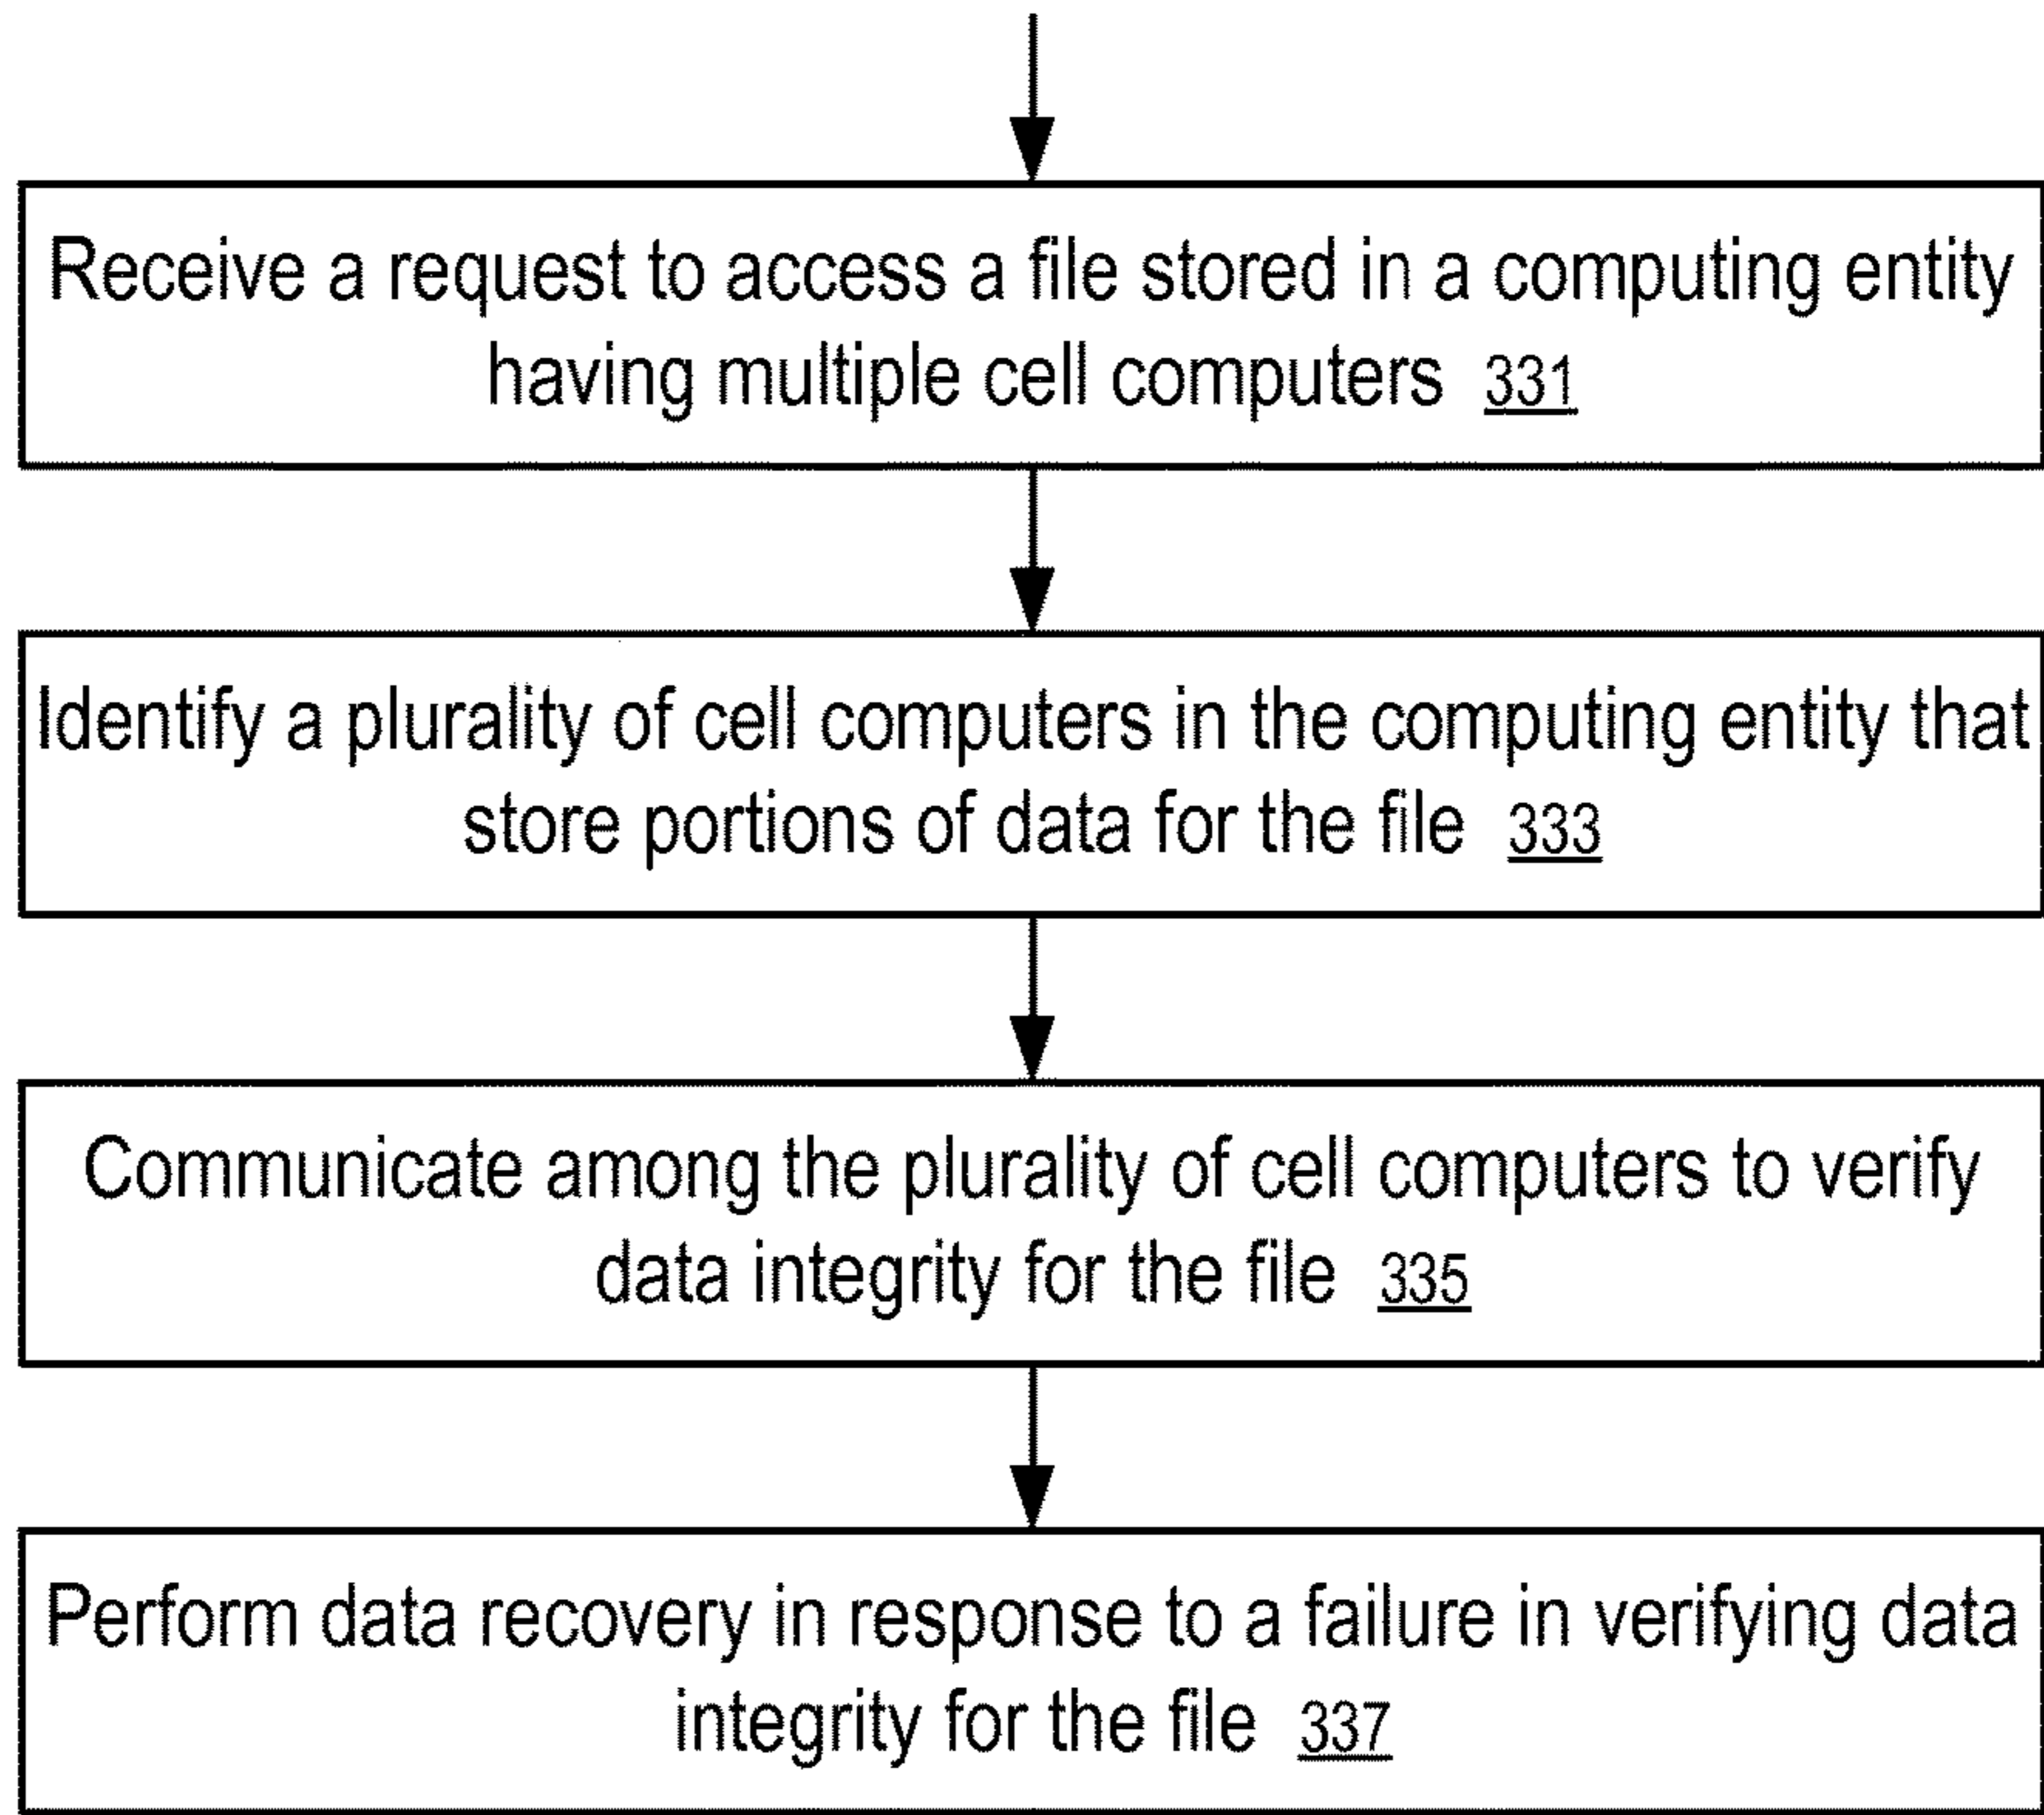 Receive a request to access a file stored in a computing entity
having multiple cell computers 331
Identify a plurality of cell computers in the computing entity that
store portions of data for the file 333
Communicate among the plurality of cell computers to verify
data integrity for the file 335
Perform data recovery in response to a failure in verifying data
integrity for the file 337